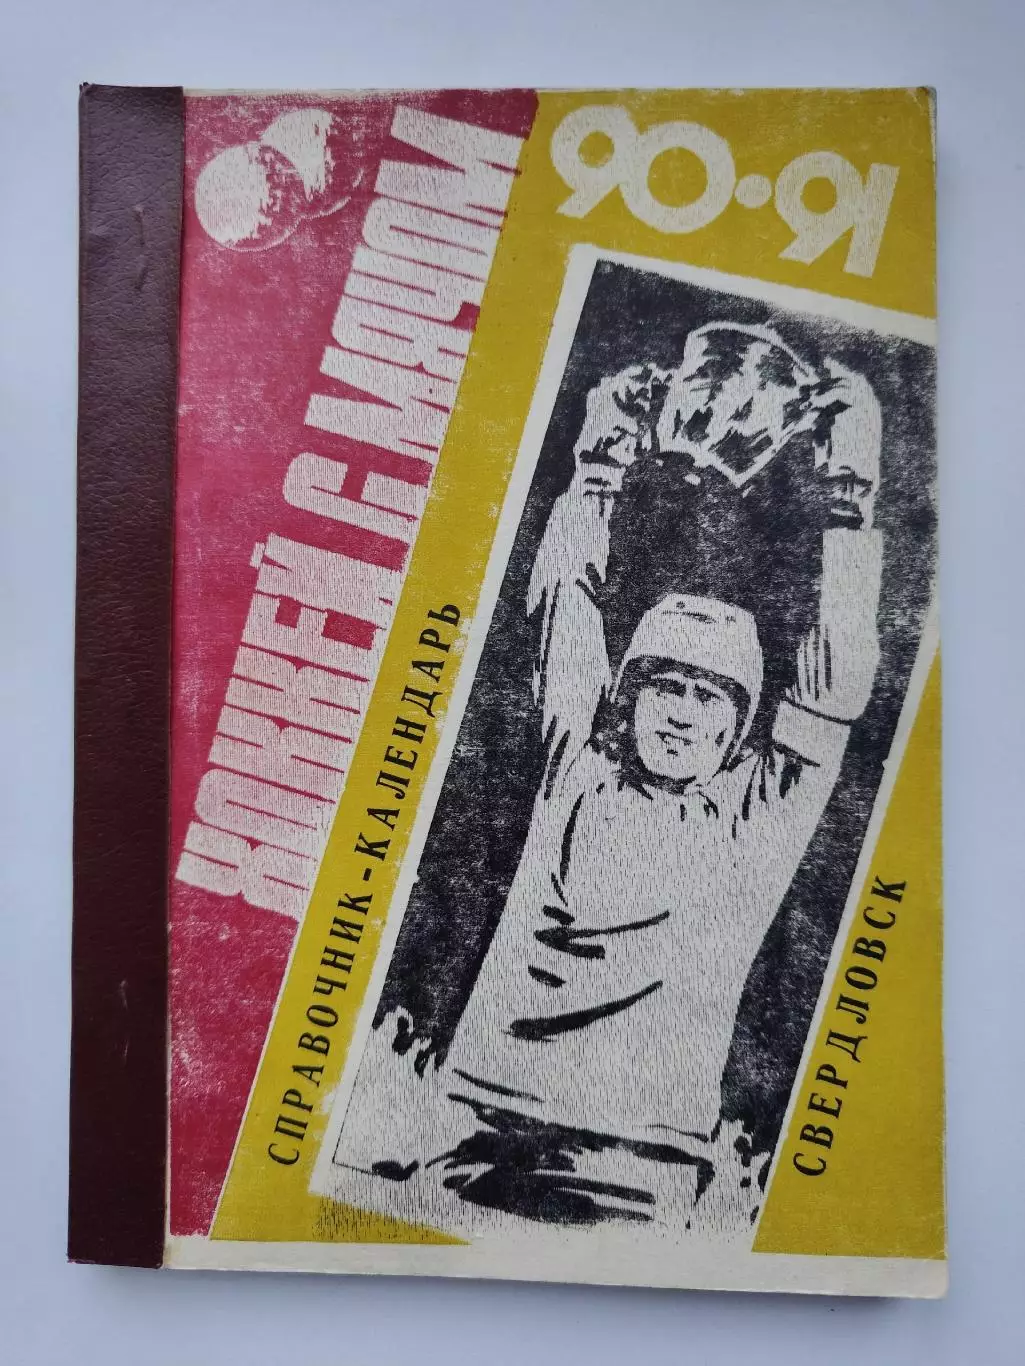 90·91
ХОККЕЙ С МЯЧОМ
СПРАВОЧНИК-КАЛЕНДАРЬ
СВЕРДЛОВСК